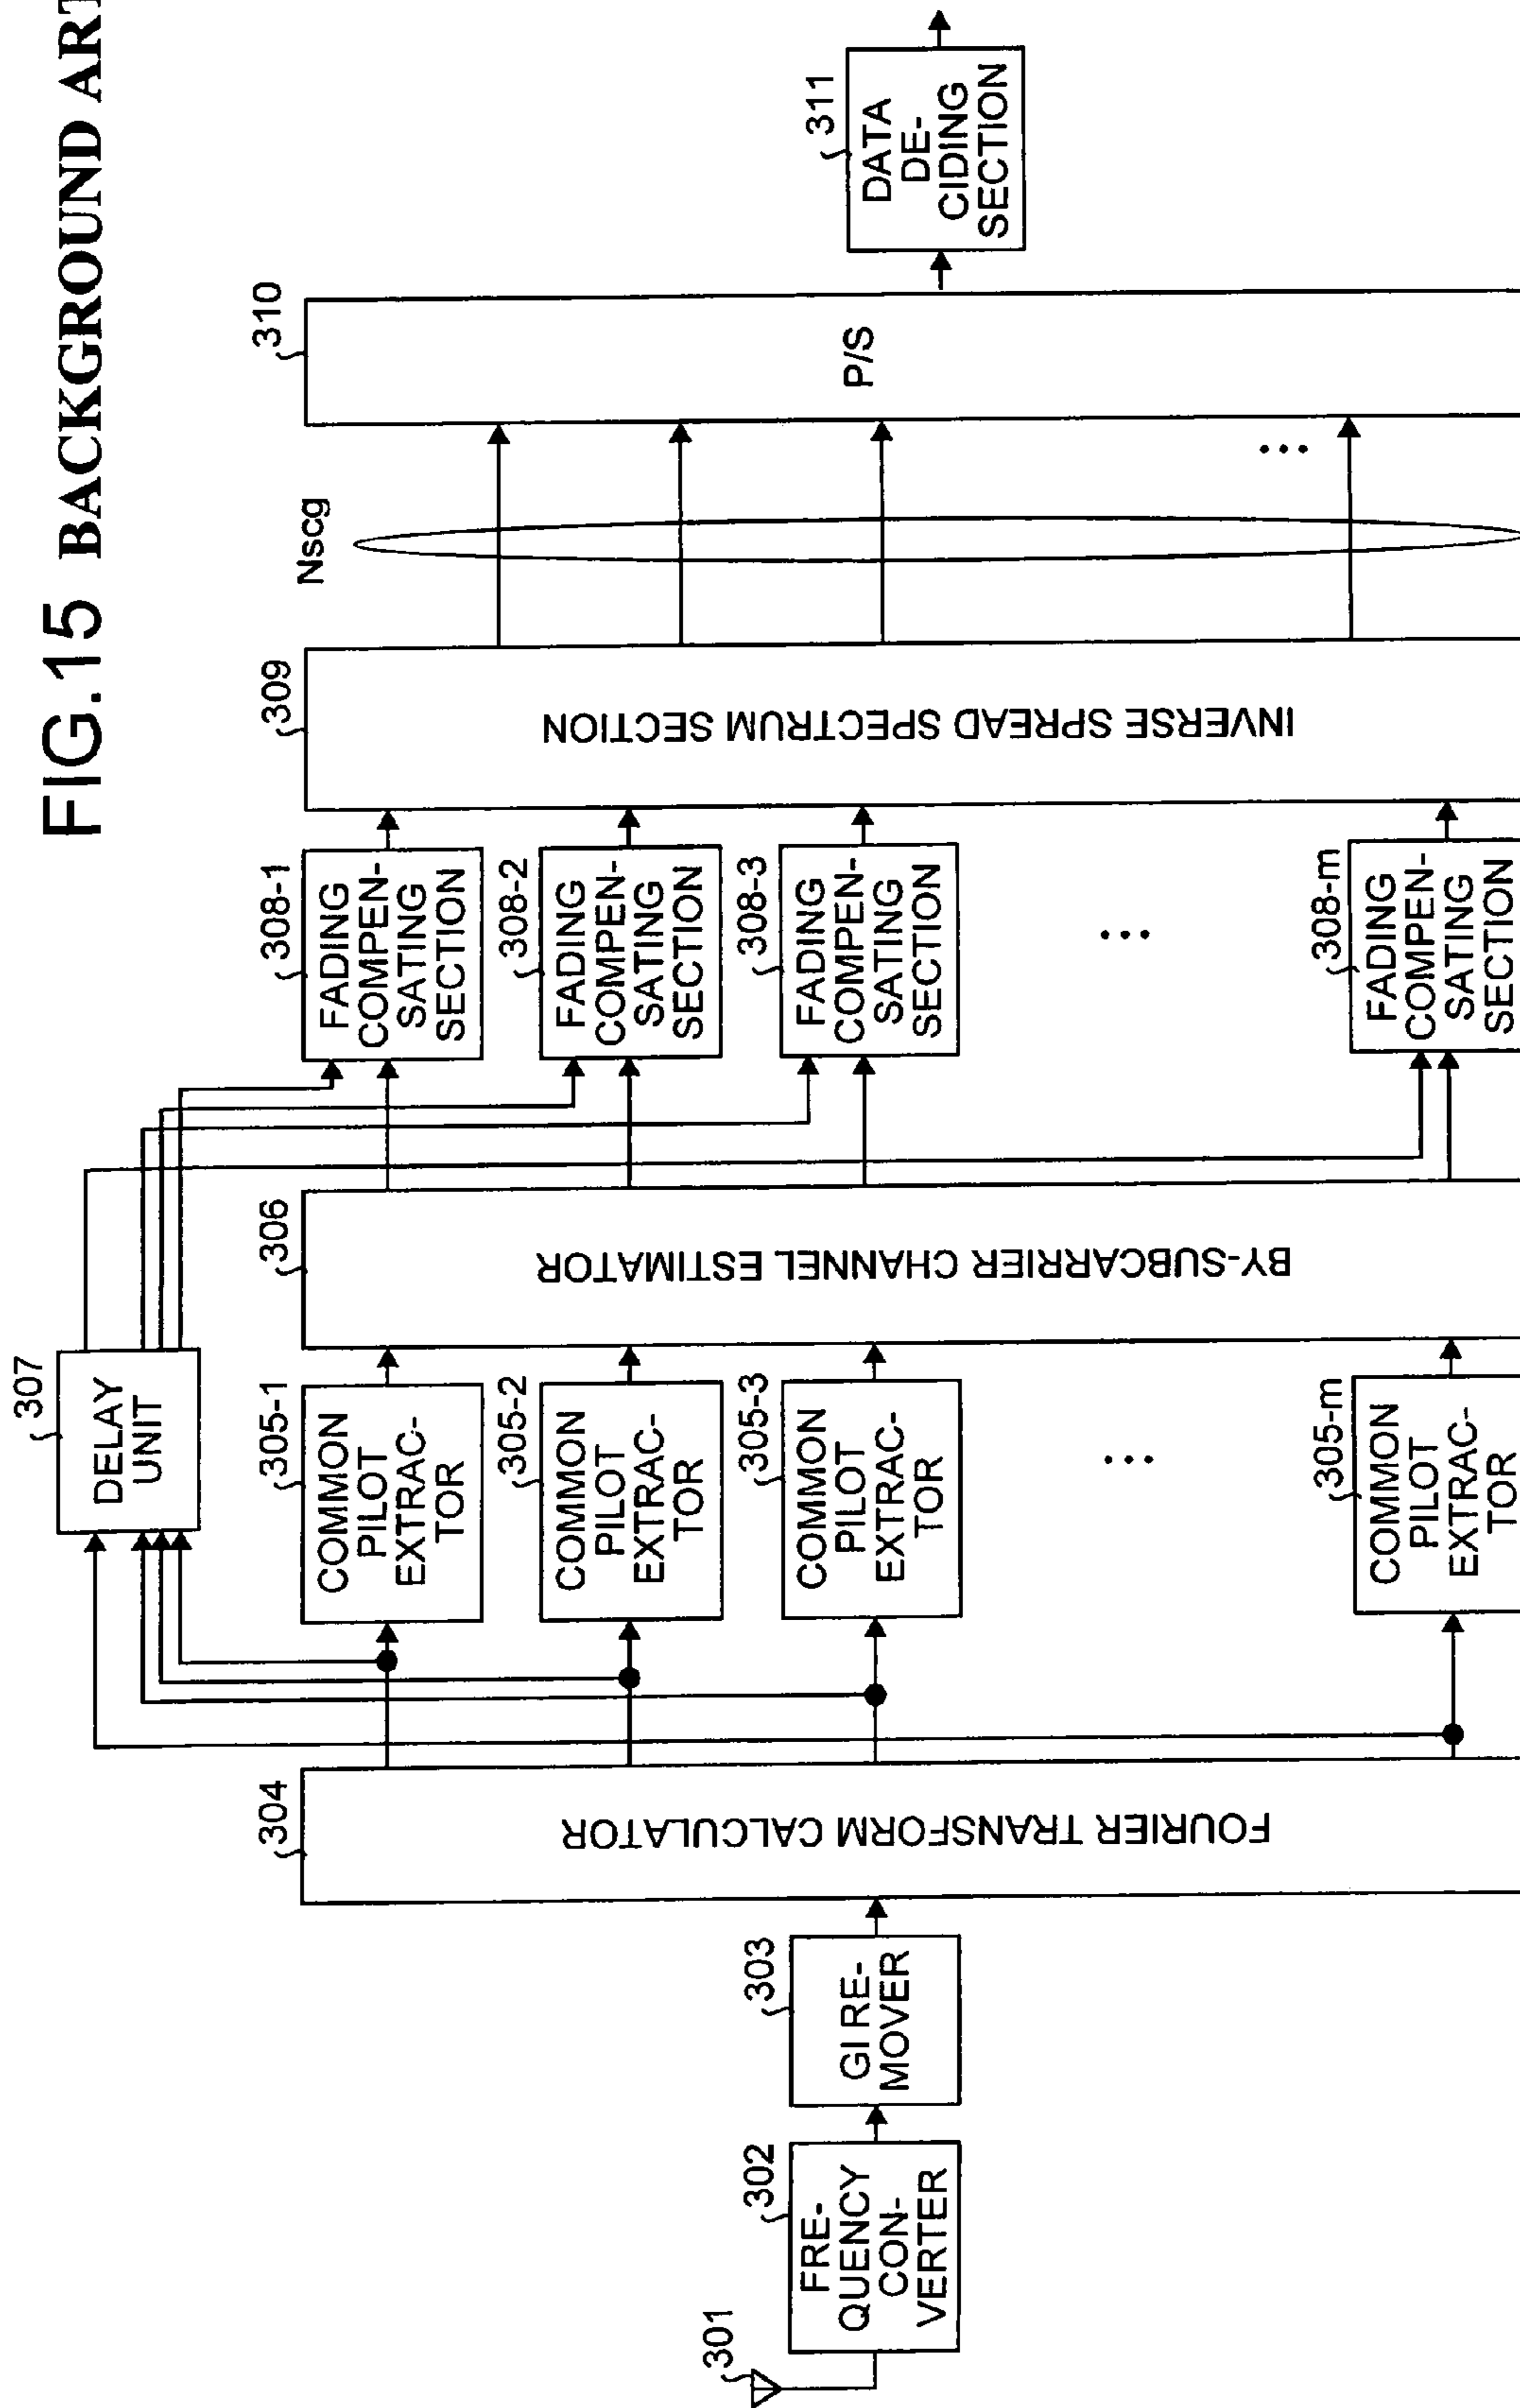 FIG.15 BACKGROUND ART
301
302
FRE-
QUENCY
CON-
VERTER
303
GI RE-
MOVER
304
FOURIER TRANSFORM CALCULATOR
307
DELAY
UNIT
305-1
COMMON
PILOT
EXTRAC-
TOR
305-2
COMMON
PILOT
EXTRAC-
TOR
305-3
COMMON
PILOT
EXTRAC-
TOR
...
305-m
COMMON
PILOT
EXTRAC-
TOR
306
BY-SUBCARRIER CHANNEL ESTIMATOR
308-1
FADING
COMPEN-
SATING
SECTION
308-2
FADING
COMPEN-
SATING
SECTION
308-3
FADING
COMPEN-
SATING
SECTION
...
308-m
FADING
COMPEN-
SATING
SECTION
309
INVERSE SPREAD SPECTRUM SECTION
Nscg
...
310
P/S
311
DATA
DE-
CIDING
SECTION